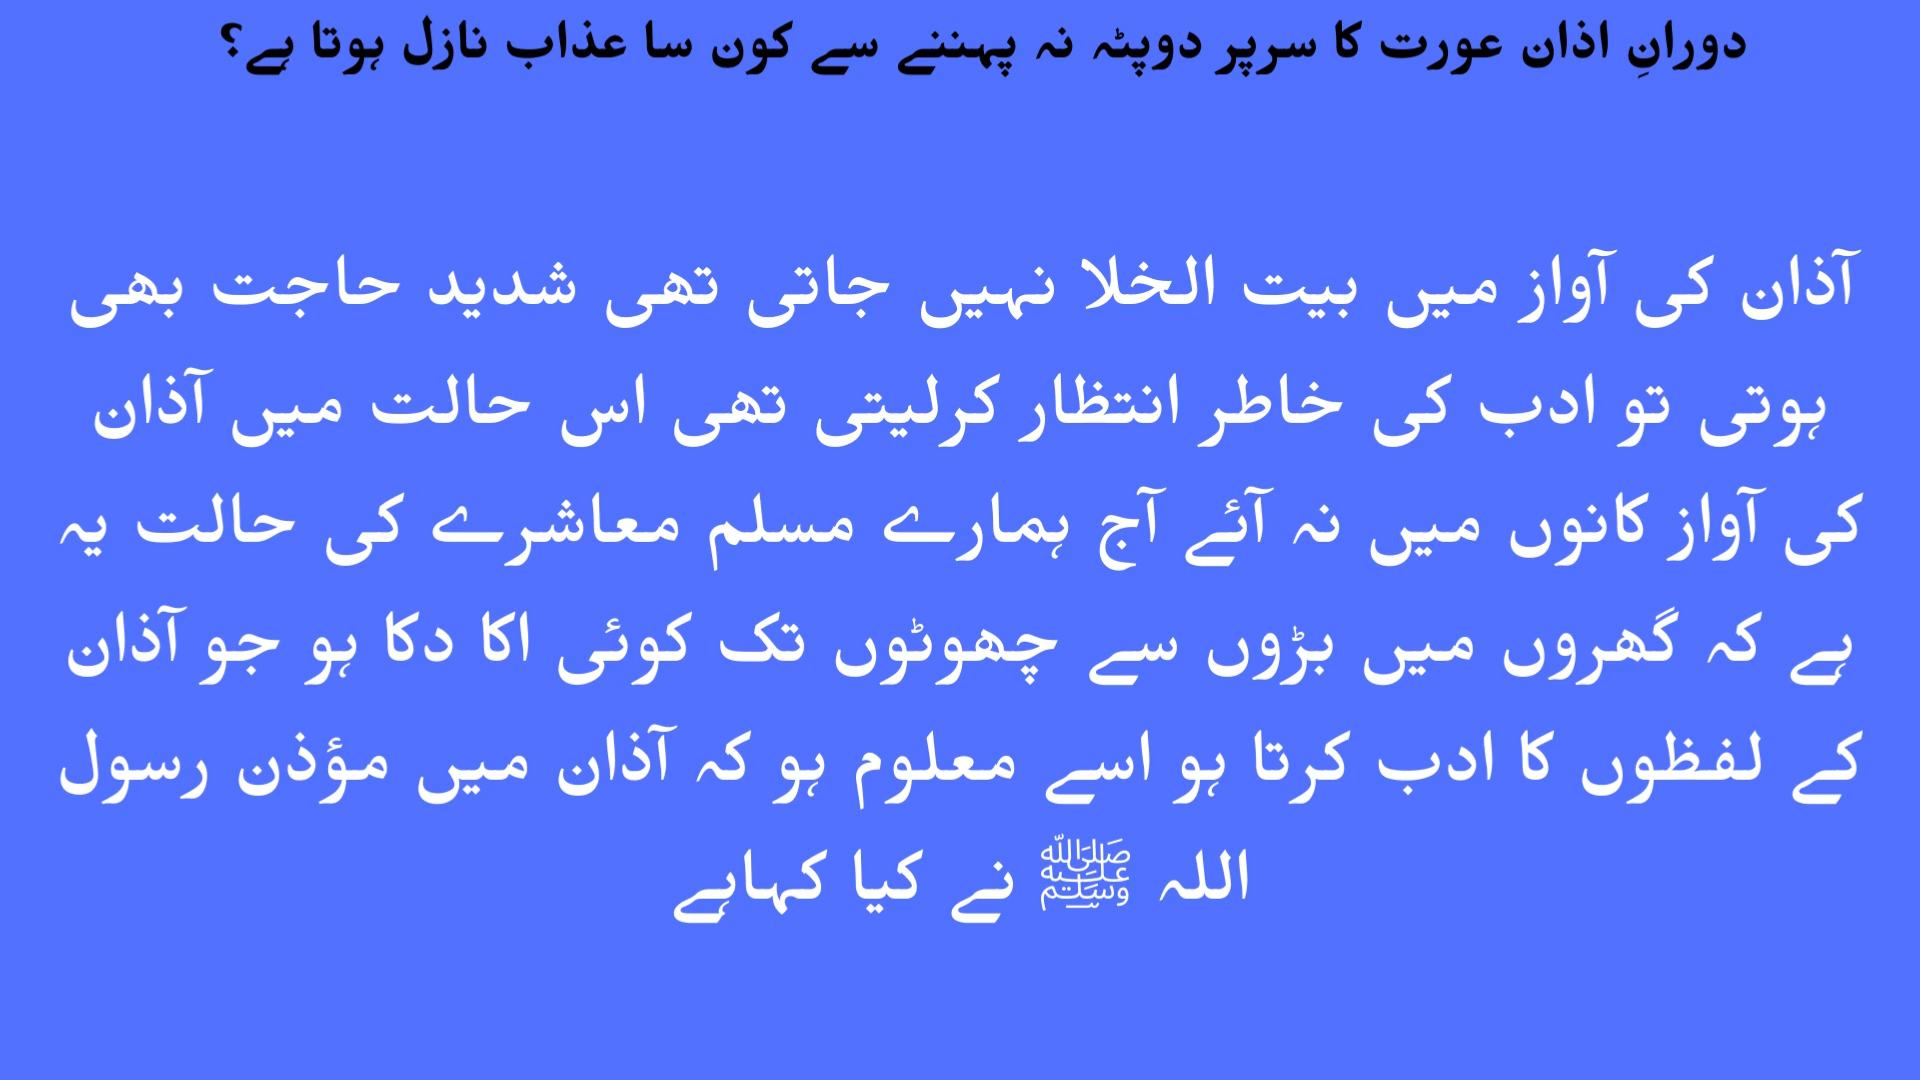 دورانِ اذان عورت کا سرپر دوپٹہ نہ پہننے سے کون سا عذاب نازل ہوتا ہے؟
آذان کی آواز میں بیت الخلا نہیں جاتی تھی شدید حاجت بھی
ہوتی تو ادب کی خاطر انتظار کرلیتی تھی اس حالت میں آذان
کی آواز کانوں میں نہ آئے آج ہمارے مسلم معاشرے کی حالت یہ
ہے کہ گھروں میں بڑوں سے چھوٹوں تک کوئی اکا دکا ہو جو آذان
کے لفظوں کا ادب کرتا ہو اسے معلوم ہو کہ آذان میں مؤذن رسول
اللہ ﷺ نے کیا کہاہے